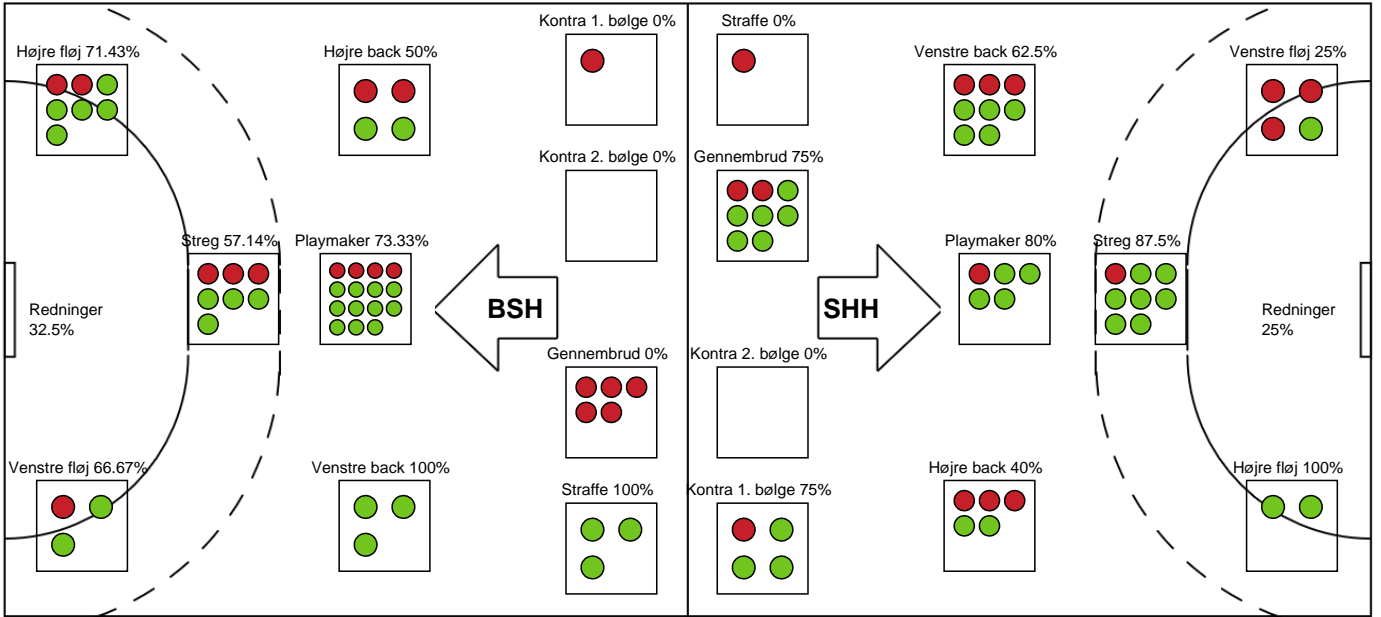 Kontra 1. bølge 0%
Straffe 0%
Højre fløj 71.43%
Højre back 50%
Venstre back 62.5%
Venstre fløj 25%
Kontra 2. bølge 0%
Gennembrud 75%
Streg 57.14%
Playmaker 73.33%
Playmaker 80%
Streg 87.5%
Redninger
32.5%
BSH
SHH
Redninger
25%
Gennembrud 0%
Kontra 2. bølge 0%
Venstre fløj 66.67%
Venstre back 100%
Højre back 40%
Højre fløj 100%
Straffe 100%
Kontra 1. bølge 75%